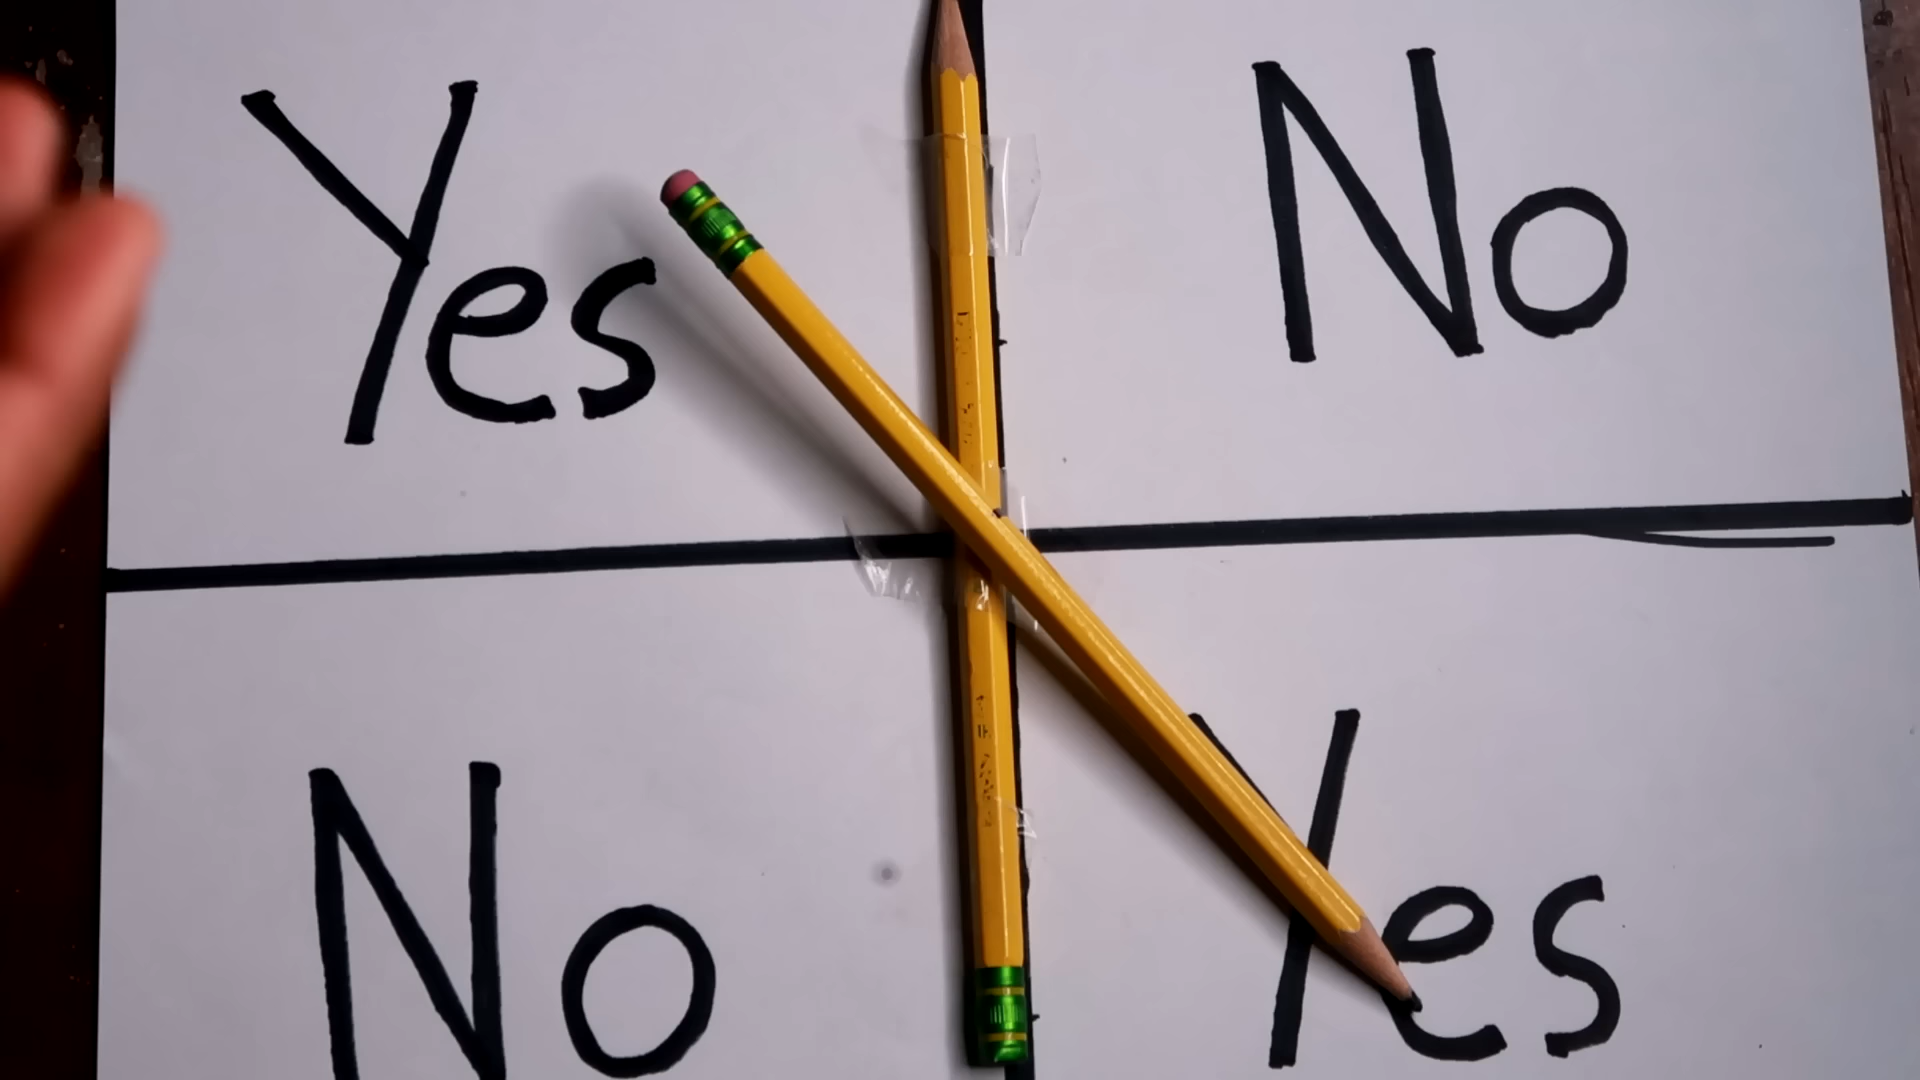 Yes No
No Yes